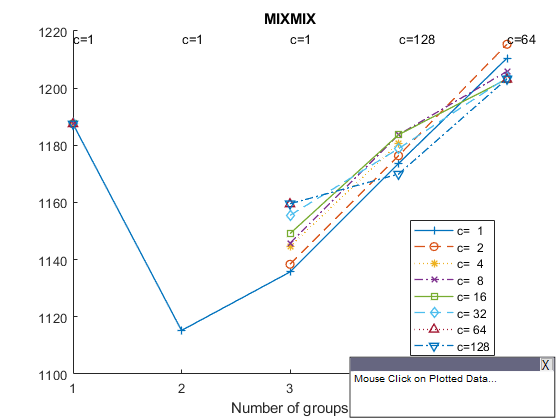 MIXMIX
c=1 c=1 c=1 c=128 c=64
1220
1200
1180
1160
1140
1120
1100
c= 1
c= 2
c= 4
c= 8
c= 16
c= 32
c= 64
c=128
X
Mouse Click on Plotted Data...
1 2 3
Number of groups